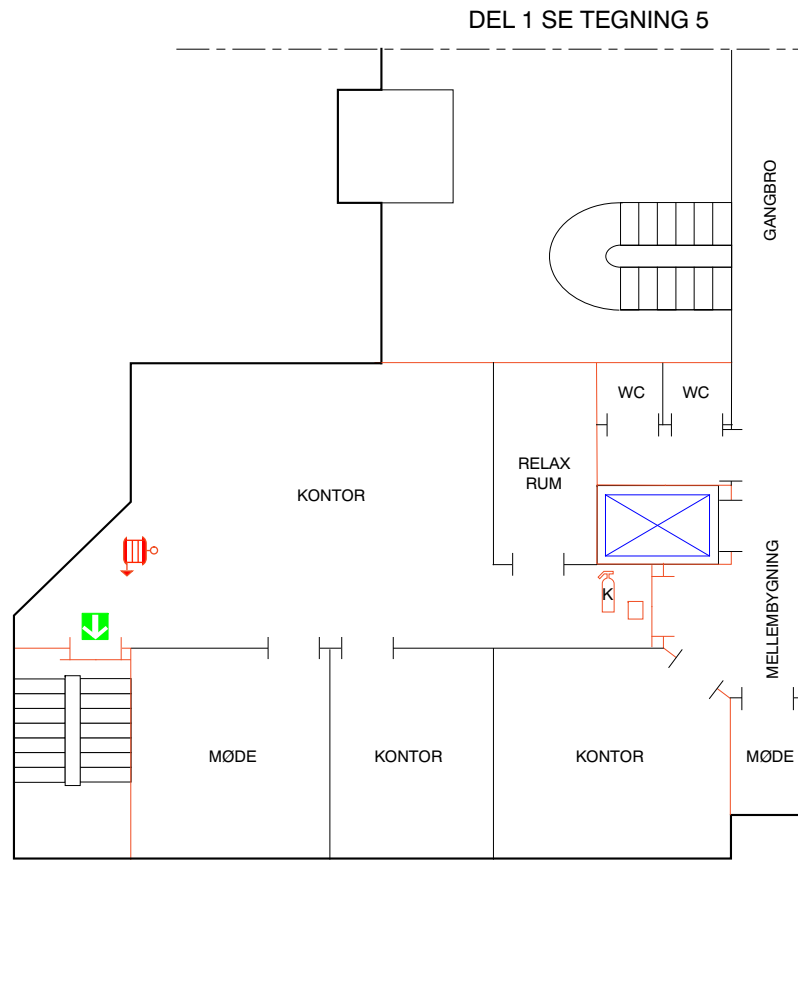 DEL 1 SE TEGNING 5
GANGBRO
WC
WC
RELAX
RUM
KONTOR
K
MELLEMBYGNING
MØDE
KONTOR
KONTOR
MØDE